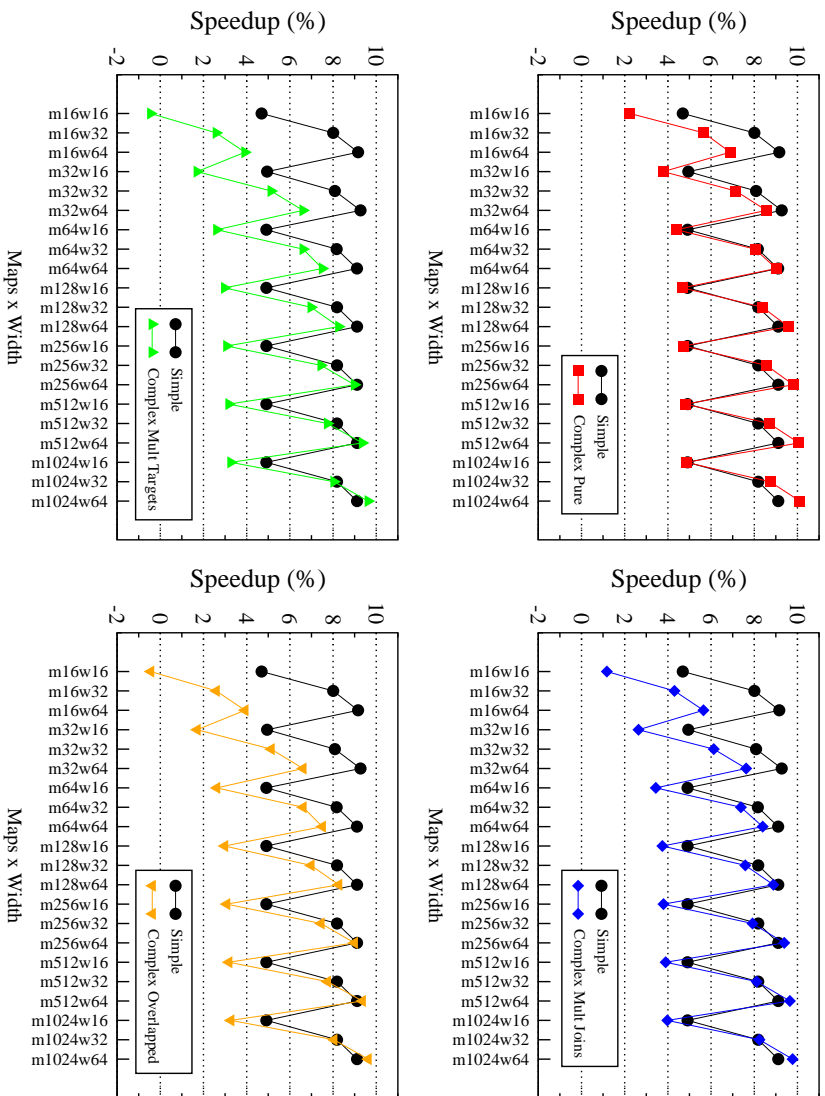 Speedup (%)
10
8
6
4
2
0
-2
Simple
Complex Pure
m16w16
m16w32
m16w64
m32w16
m32w32
m32w64
m64w16
m64w32
m64w64
m128w16
m128w32
m128w64
m256w16
m256w32
m256w64
m512w16
m512w32
m512w64
m1024w16
m1024w32
m1024w64
Maps x Width
Speedup (%)
10
8
6
4
2
0
-2
Simple
Complex Mult Joins
m16w16
m16w32
m16w64
m32w16
m32w32
m32w64
m64w16
m64w32
m64w64
m128w16
m128w32
m128w64
m256w16
m256w32
m256w64
m512w16
m512w32
m512w64
m1024w16
m1024w32
m1024w64
Maps x Width
Speedup (%)
10
8
6
4
2
0
-2
Simple
Complex Mult Targets
m16w16
m16w32
m16w64
m32w16
m32w32
m32w64
m64w16
m64w32
m64w64
m128w16
m128w32
m128w64
m256w16
m256w32
m256w64
m512w16
m512w32
m512w64
m1024w16
m1024w32
m1024w64
Maps x Width
Speedup (%)
10
8
6
4
2
0
-2
Simple
Complex Overlapped
m16w16
m16w32
m16w64
m32w16
m32w32
m32w64
m64w16
m64w32
m64w64
m128w16
m128w32
m128w64
m256w16
m256w32
m256w64
m512w16
m512w32
m512w64
m1024w16
m1024w32
m1024w64
Maps x Width